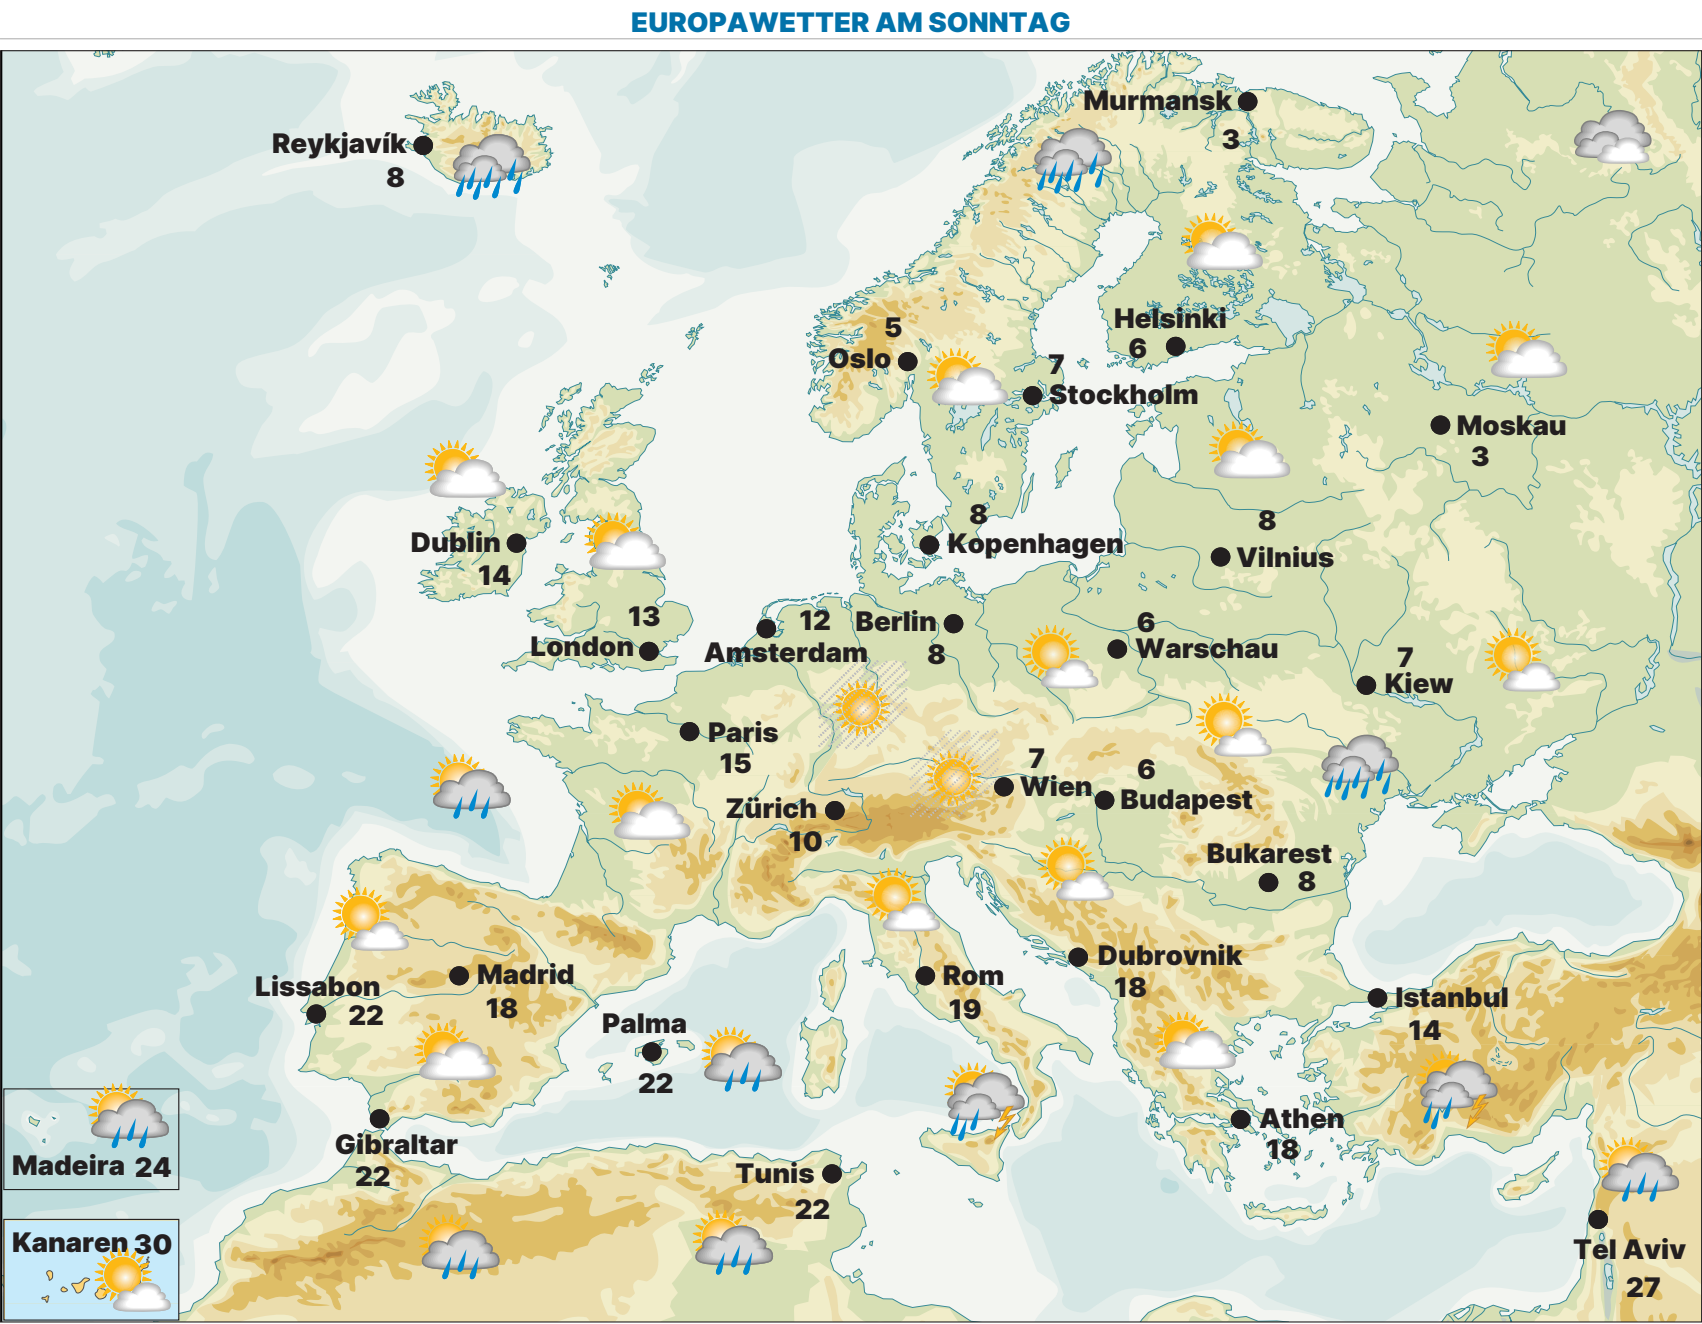 EUROPAWETTER AM SONNTAG
Murmansk
3
Reykjavík
8
Helsinki
6
5
Oslo
7
Stockholm
Moskau
3
8
Kopenhagen
8
Vilnius
Dublin
14
13
London
12
Amsterdam
Berlin
8
6
Warschau
7
Kiew
Paris
15
7
Wien
6
Budapest
Zürich
10
Bukarest
8
Dubrovnik
18
Lissabon
22
Madrid
18
Rom
19
Istanbul
14
Palma
22
Athen
18
Gibraltar
22
Madeira 24
Tunis
22
Kanaren 30
Tel Aviv
27